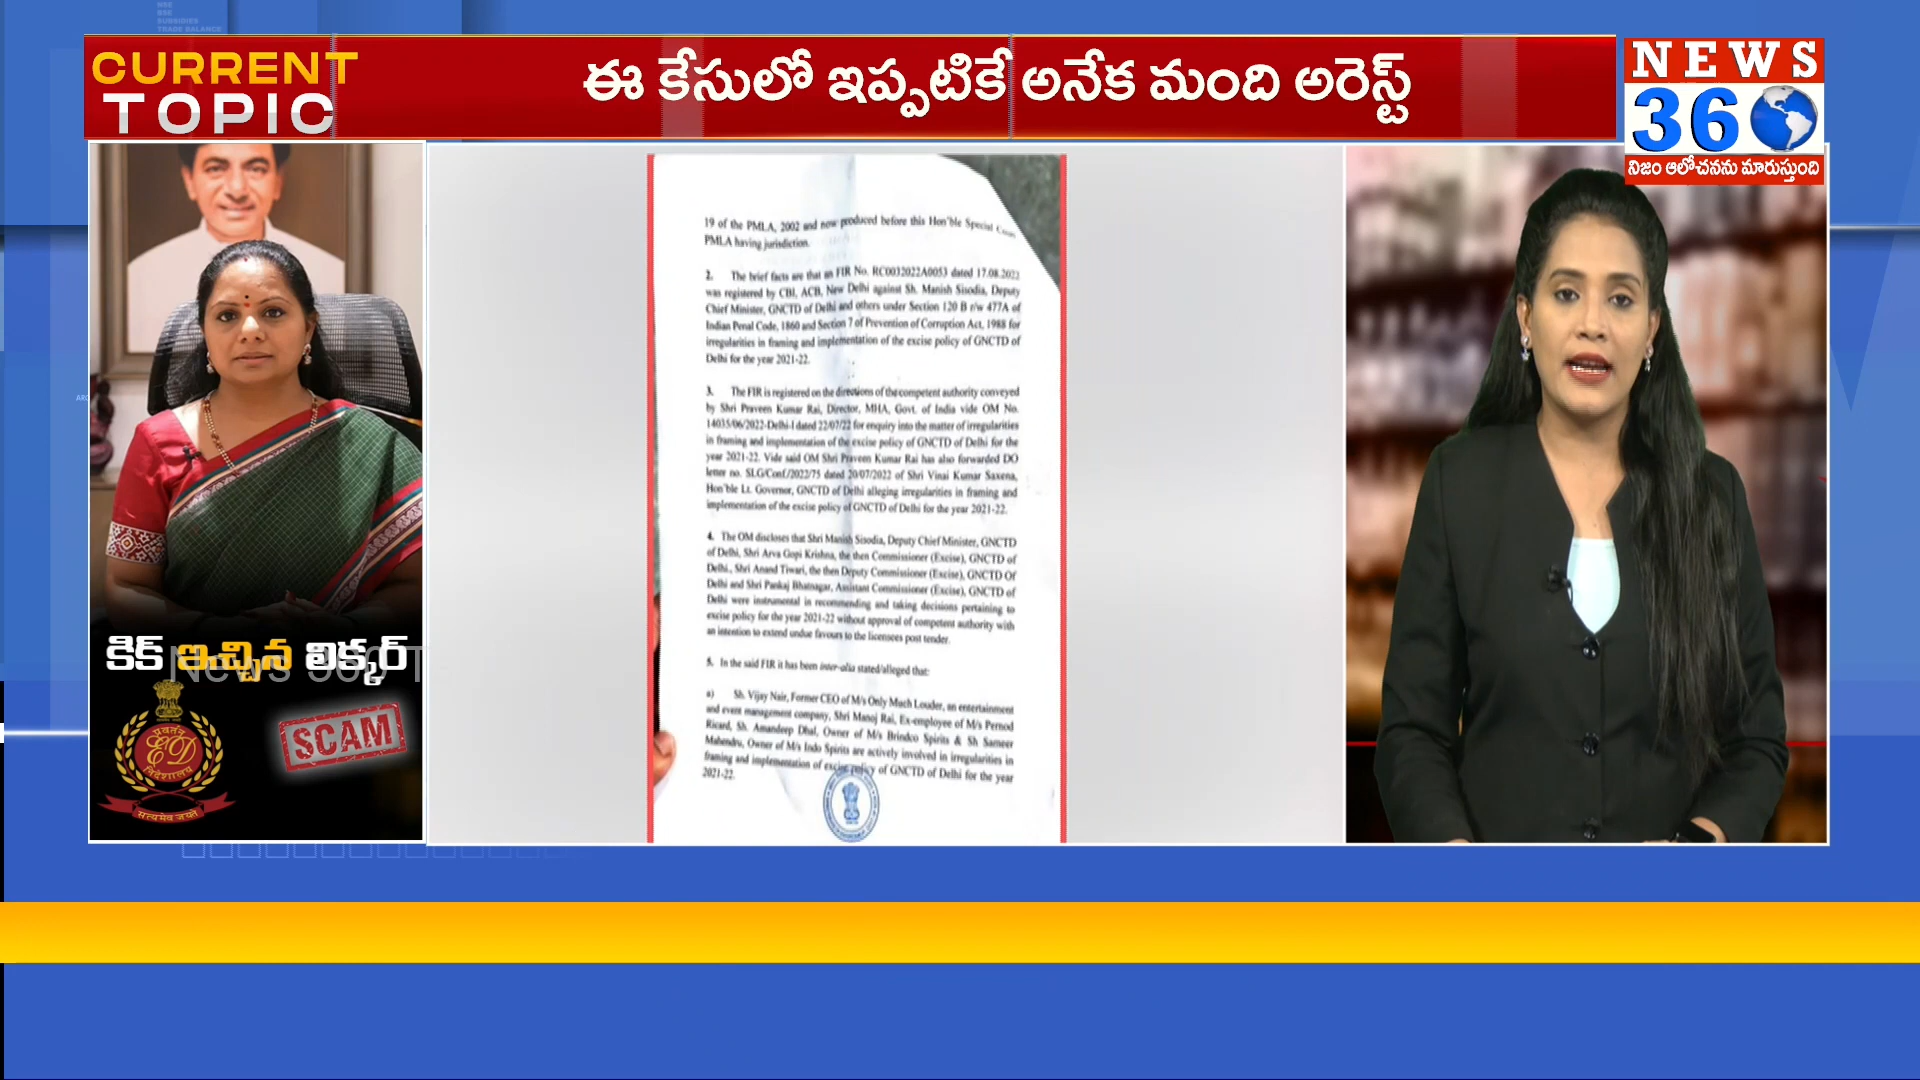 NSE
BSE
SUBSIDIES
TRADE BALANCE
CURRENT
TOPIC
ఈ కేసులో ఇప్పటికే అనేక మంది అరెస్ట్
NEWS
360
నిజం ఆలోచనను మారుస్తుంది
19 of the PMLA, 2002 and now produced before this Hon'ble Special
PMLA having jurisdiction.
2. The brief facts are that an FIR No. RC0032022A0053 dated 17.08.2022
was registered by CBI, ACB, New Delhi against Sh. Manish Sisodia, Deputy
Chief Minister, GNCTD of Delhi and others under Section 120 B r/w 477A of
Indian Penal Code, 1860 and Section 7 of Prevention of Corruption Act, 1988 for
irregularities in framing and implementation of the excise policy of GNCTD of
Delhi for the year 2021-22.
3. The FIR is registered on the directions of the competent authority conveyed
by Shri Praveen Kumar Rai, Director, MHA, Govt. of India vide OM No.
14035/06/2022-Delhi-I dated 22/07/22 for enquiry into the matter of irregularities
in framing and implementation of the excise policy of GNCTD of Delhi for the
year 2021-22. Vide said OM Shri Praveen Kumar Rai has also forwarded DO
letter no. SLG/Conf./2022/75 dated 20/07/2022 of Shri Vinai Kumar Saxena,
Hon'ble Lt. Governor, GNCTD of Delhi alleging irregularities in framing and
implementation of the excise policy of GNCTD of Delhi for the year 2021-22.
4. The OM discloses that Shri Manish Sisodia, Deputy Chief Minister, GNCTD
of Delhi, Shri Arva Gopi Krishna, the then Commissioner (Excise), GNCTD of
Delhi., Shri Anand Tiwari, the then Deputy Commissioner (Excise), GNCTD Of
Delhi and Shri Pankaj Bhatnagar, Assistant Commissioner (Excise), GNCTD of
Delhi were instrumental in recommending and taking decisions pertaining to
excise policy for the year 2021-22 without approval of competent authority with
an intention to extend undue favours to the licensees post tender.
5. In the said FIR it has been inter-alia stated/alleged that:
a) Sh. Vijay Nair, Former CEO of M/s Only Much Louder, an entertainment
and event management company, Shri Manoj Rai, Ex-employee of M/s Pernod
Ricard, Sh. Amandeep Dhal, Owner of M/s Brindco Spirits & Sh Sameer
Mahendru, Owner of M/s Indo Spirits are actively involved in irregularities in
framing and implementation of excise policy of GNCTD of Delhi for the year
2021-22.
కిక్ ఇచ్చిన లిక్కర్
News 360 T
SCAM
प्रवर्तन
ED
निदेशालय
सत्यमेव जयते